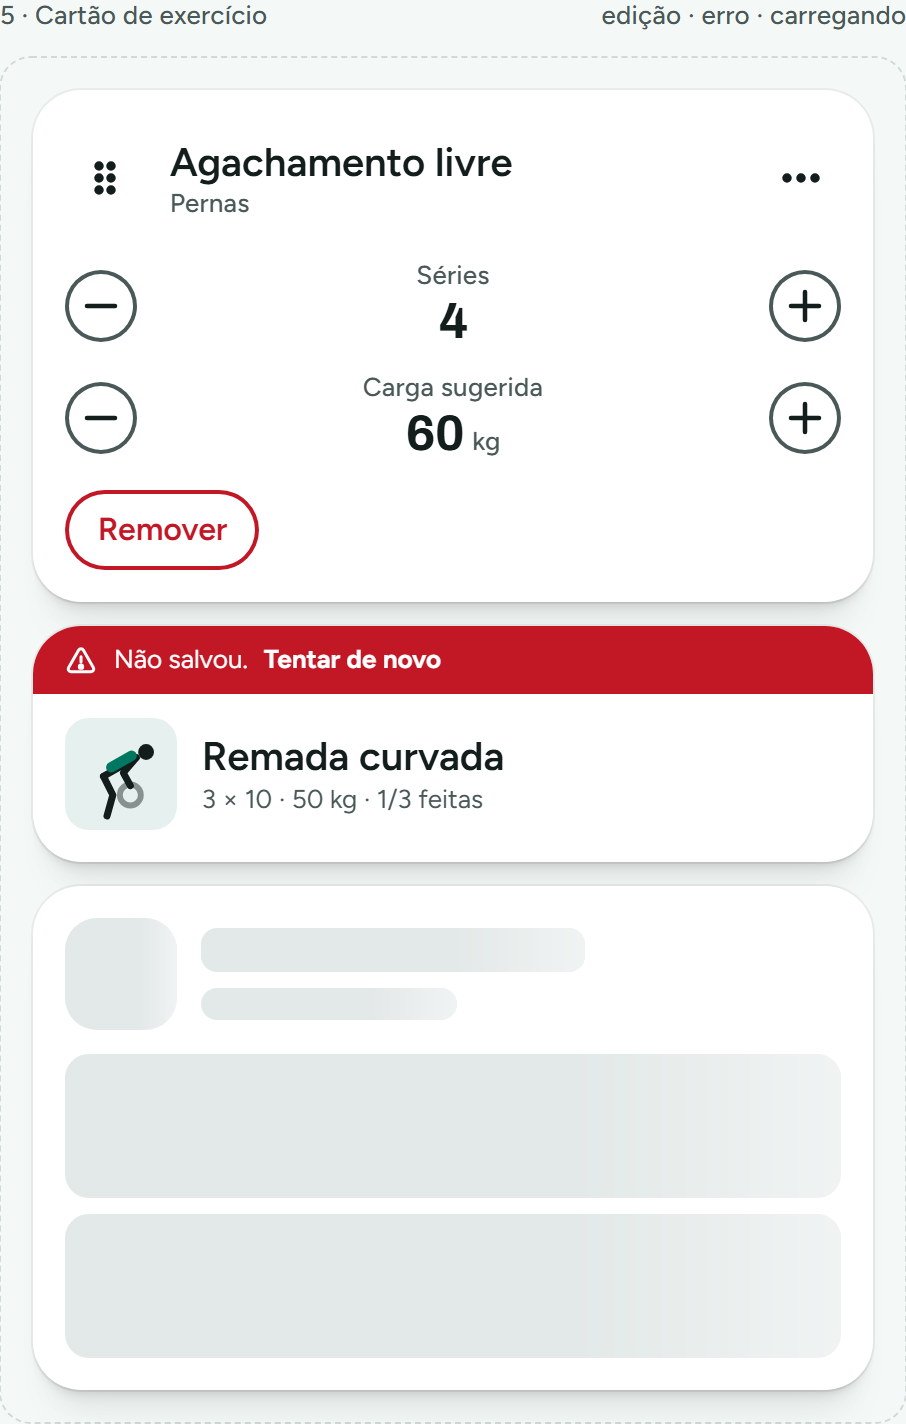 5 · Cartão de exercício
edição · erro · carregando
Agachamento livre
Pernas
Séries
4
Carga sugerida
60 kg
Remover
Não salvou. Tentar de novo
Remada curvada
3 × 10 · 50 kg · 1/3 feitas